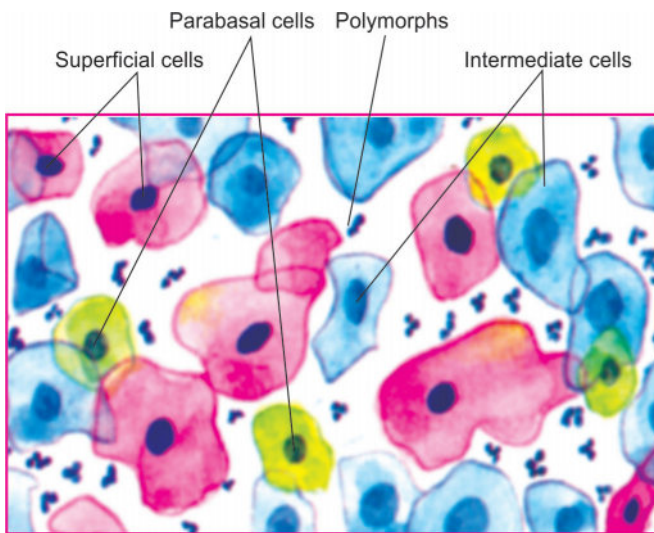 Parabasal cells
Polymorphs
Superficial cells
Intermediate cells